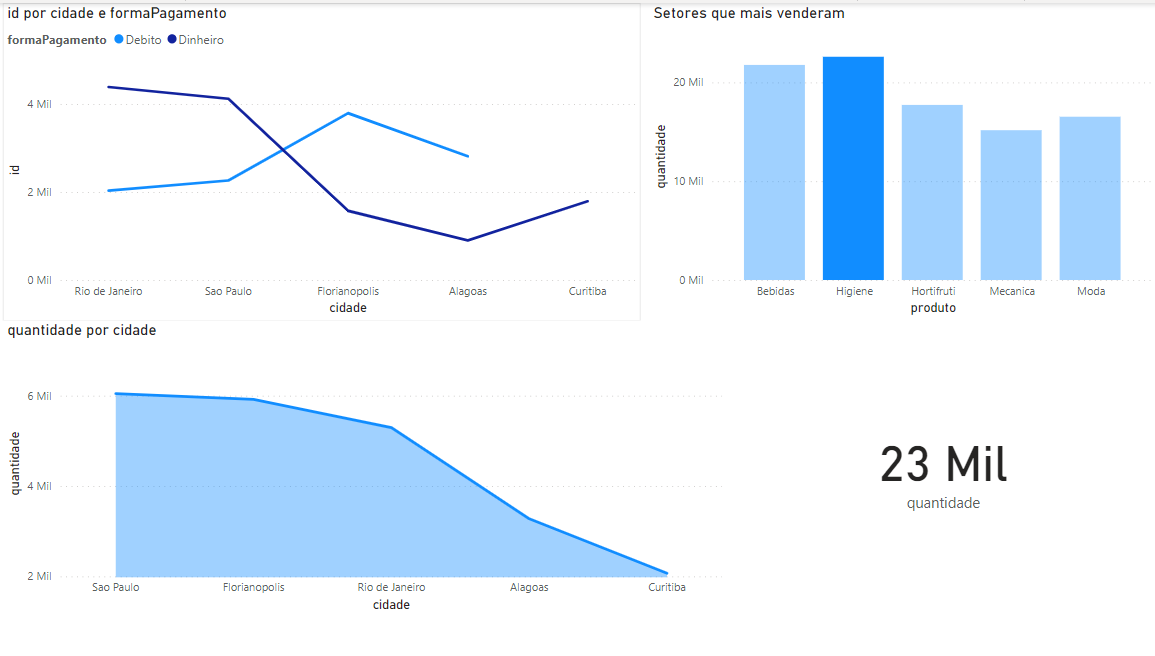 id por cidade e formaPagamento
formaPagamento Debito Dinheiro
4 Mil
2 Mil
0 Mil
id
Rio de Janeiro Sao Paulo Florianopolis Alagoas Curitiba
cidade
Setores que mais venderam
20 Mil
10 Mil
0 Mil
quantidade
Bebidas Higiene Hortifruti Mecanica Moda
produto
quantidade por cidade
6 Mil
4 Mil
2 Mil
quantidade
Sao Paulo Florianopolis Rio de Janeiro Alagoas Curitiba
cidade
23 Mil
quantidade